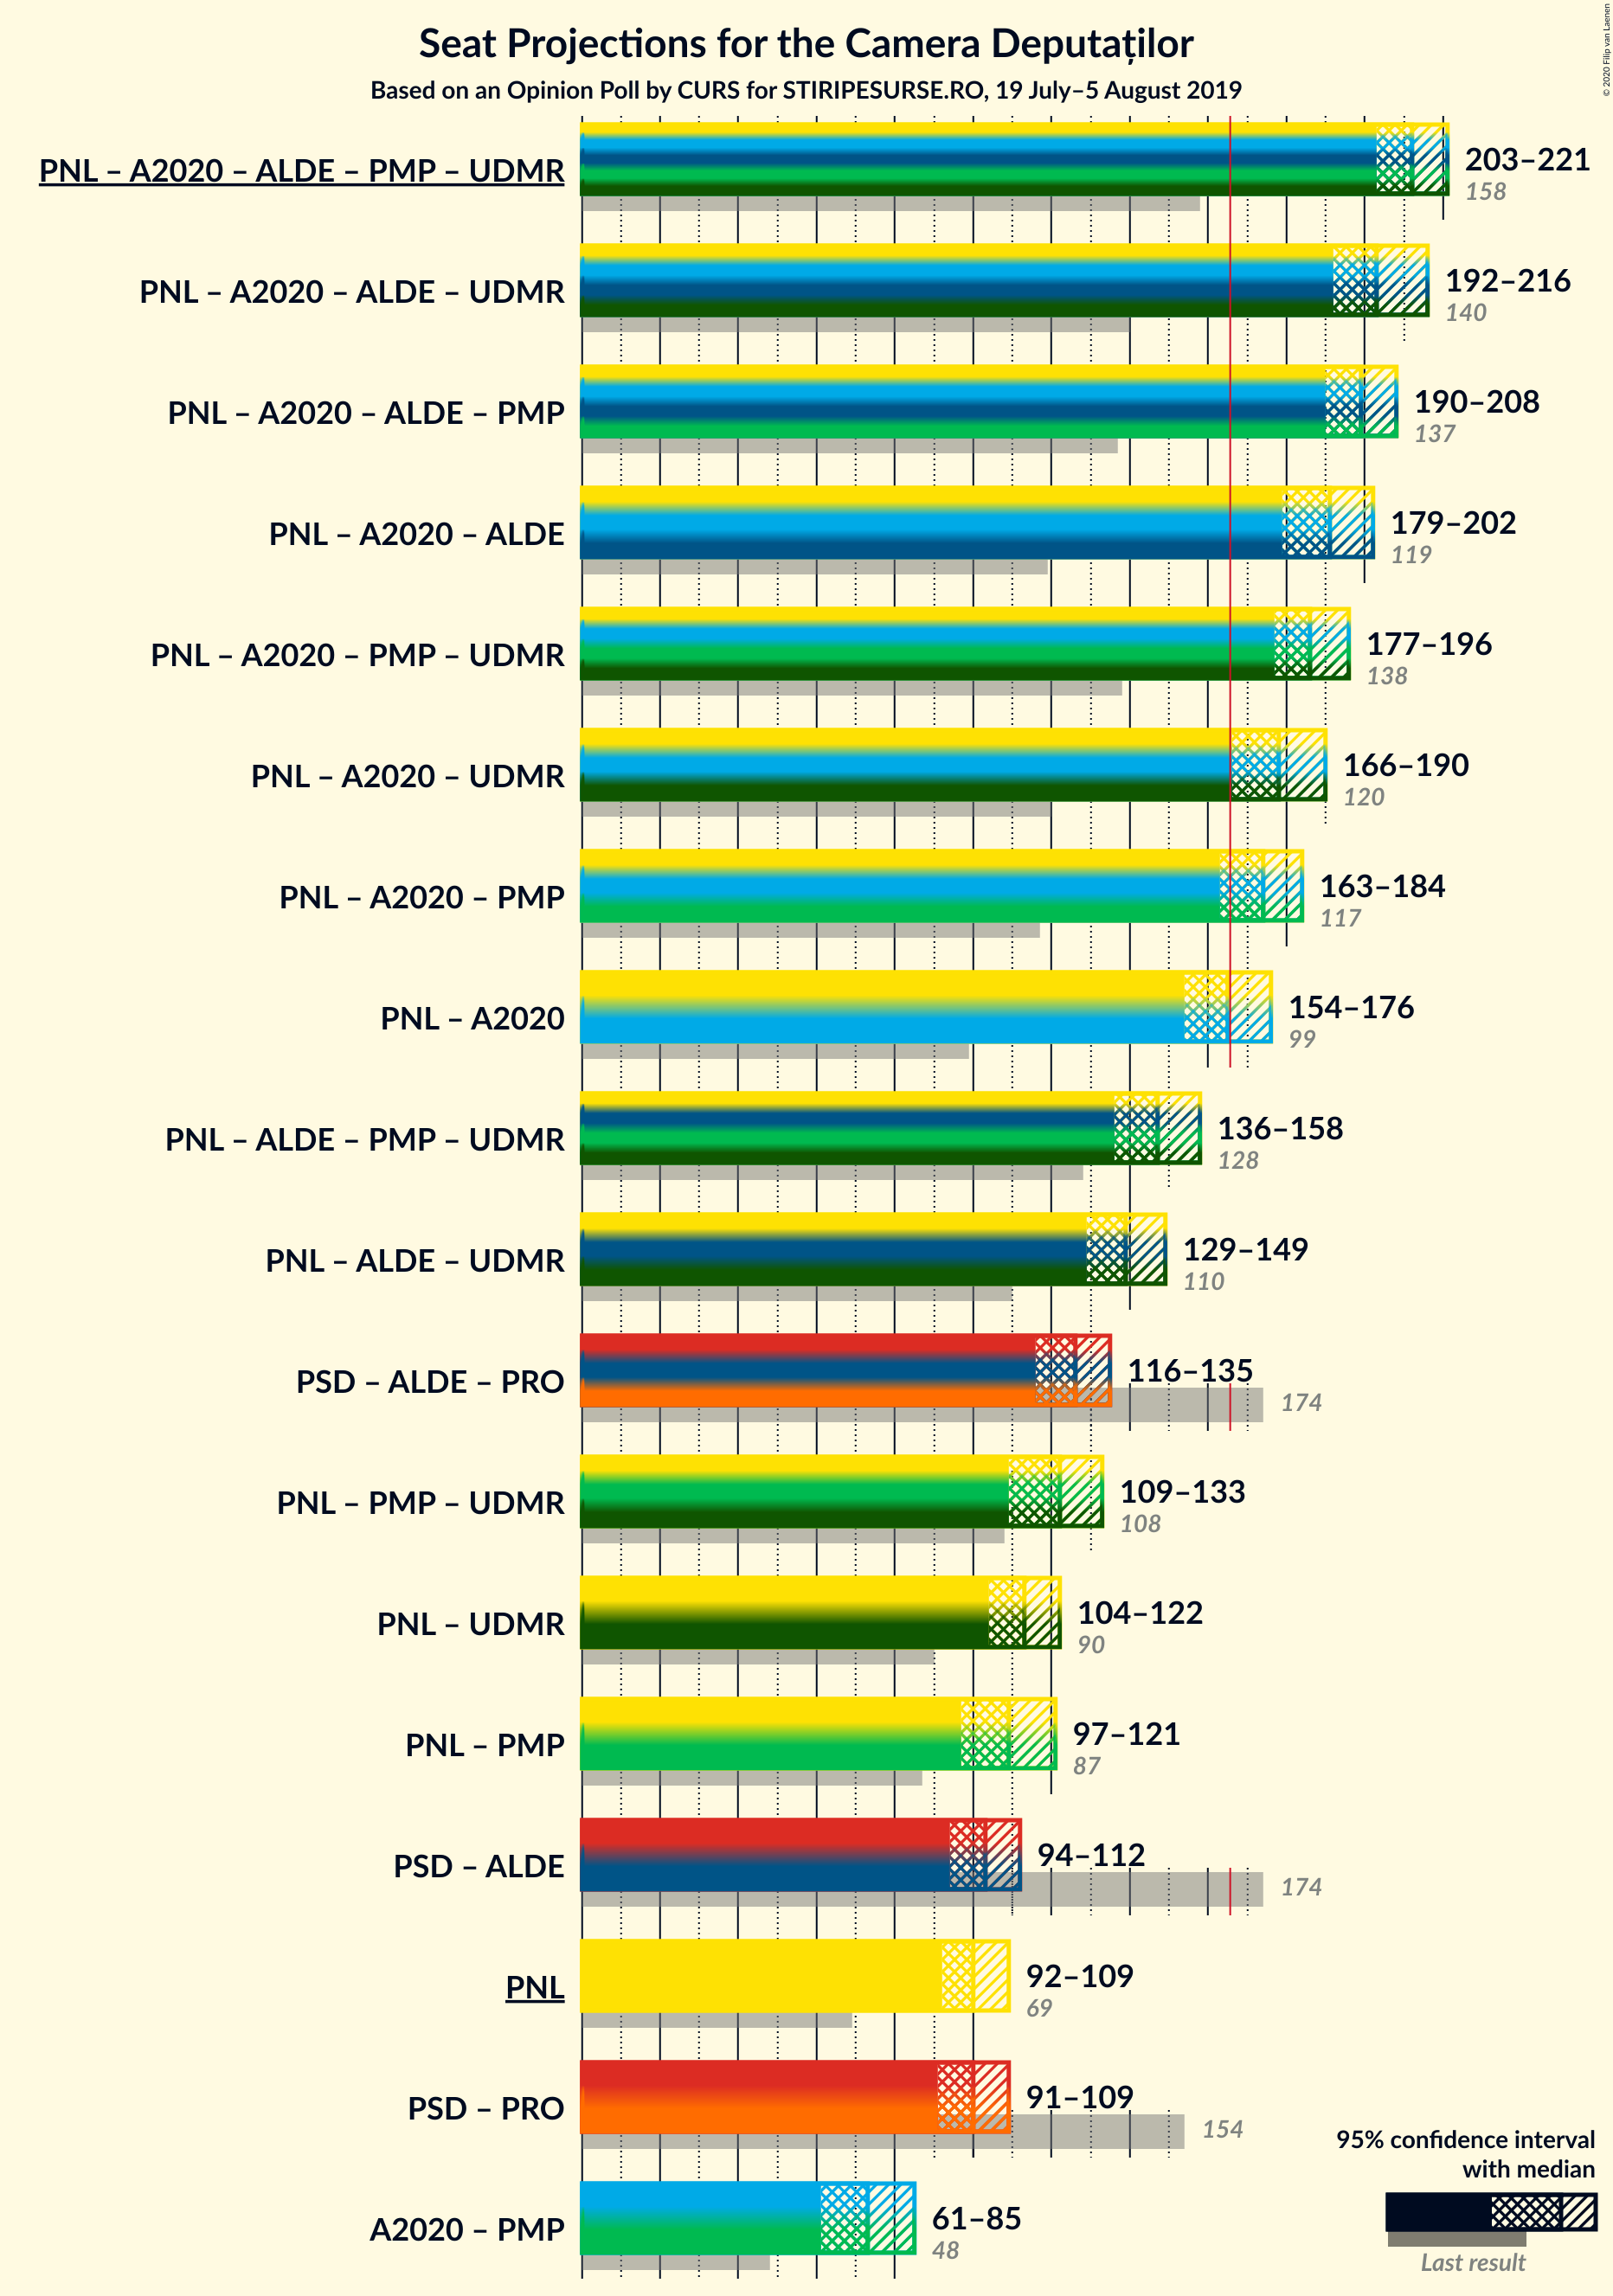 Seat Projections for the Camera Deputaților
Based on an Opinion Poll by CURS for STIRIPESURSE.RO, 19 July–5 August 2019
© 2020 Filip van Laenen
PNL – A2020 – ALDE – PMP – UDMR
203–221
158
PNL – A2020 – ALDE – UDMR
192–216
140
PNL – A2020 – ALDE – PMP
190–208
137
PNL – A2020 – ALDE
179–202
119
PNL – A2020 – PMP – UDMR
177–196
138
PNL – A2020 – UDMR
166–190
120
PNL – A2020 – PMP
163–184
117
PNL – A2020
154–176
99
PNL – ALDE – PMP – UDMR
136–158
128
PNL – ALDE – UDMR
129–149
110
PSD – ALDE – PRO
116–135
174
PNL – PMP – UDMR
109–133
108
PNL – UDMR
104–122
90
PNL – PMP
97–121
87
PSD – ALDE
94–112
174
PNL
92–109
69
PSD – PRO
91–109
154
A2020 – PMP
61–85
48
95% confidence interval
with median
Last result